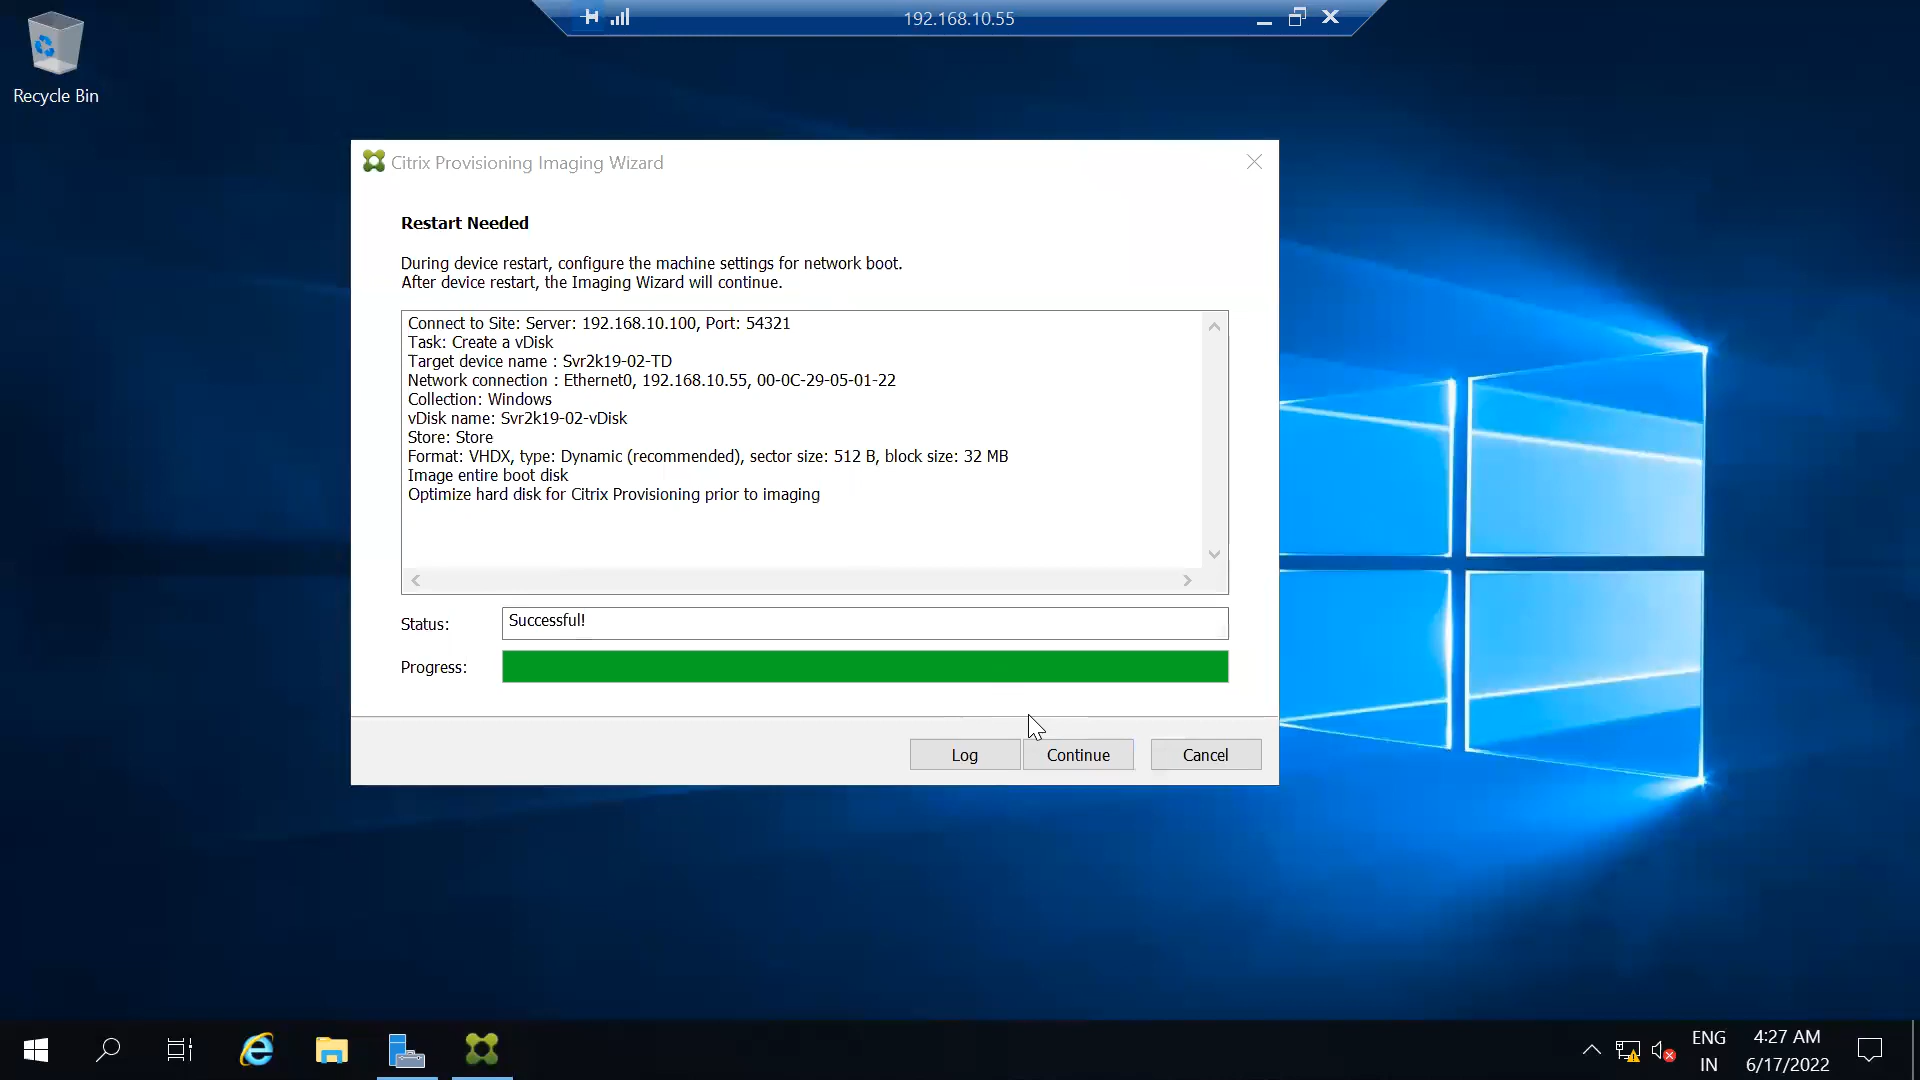 192.168.10.55
Recycle Bin
Citrix Provisioning Imaging Wizard
Restart Needed
During device restart, configure the machine settings for network boot.
After device restart, the Imaging Wizard will continue.
Connect to Site: Server: 192.168.10.100, Port: 54321
Task: Create a vDisk
Target device name : Svr2k19-02-TD
Network connection : Ethernet0, 192.168.10.55, 00-0C-29-05-01-22
Collection: Windows
vDisk name: Svr2k19-02-vDisk
Store: Store
Format: VHDX, type: Dynamic (recommended), sector size: 512 B, block size: 32 MB
Image entire boot disk
Optimize hard disk for Citrix Provisioning prior to imaging
Status: Successful!
Progress:
Log Continue Cancel
ENG 4:27 AM
IN 6/17/2022